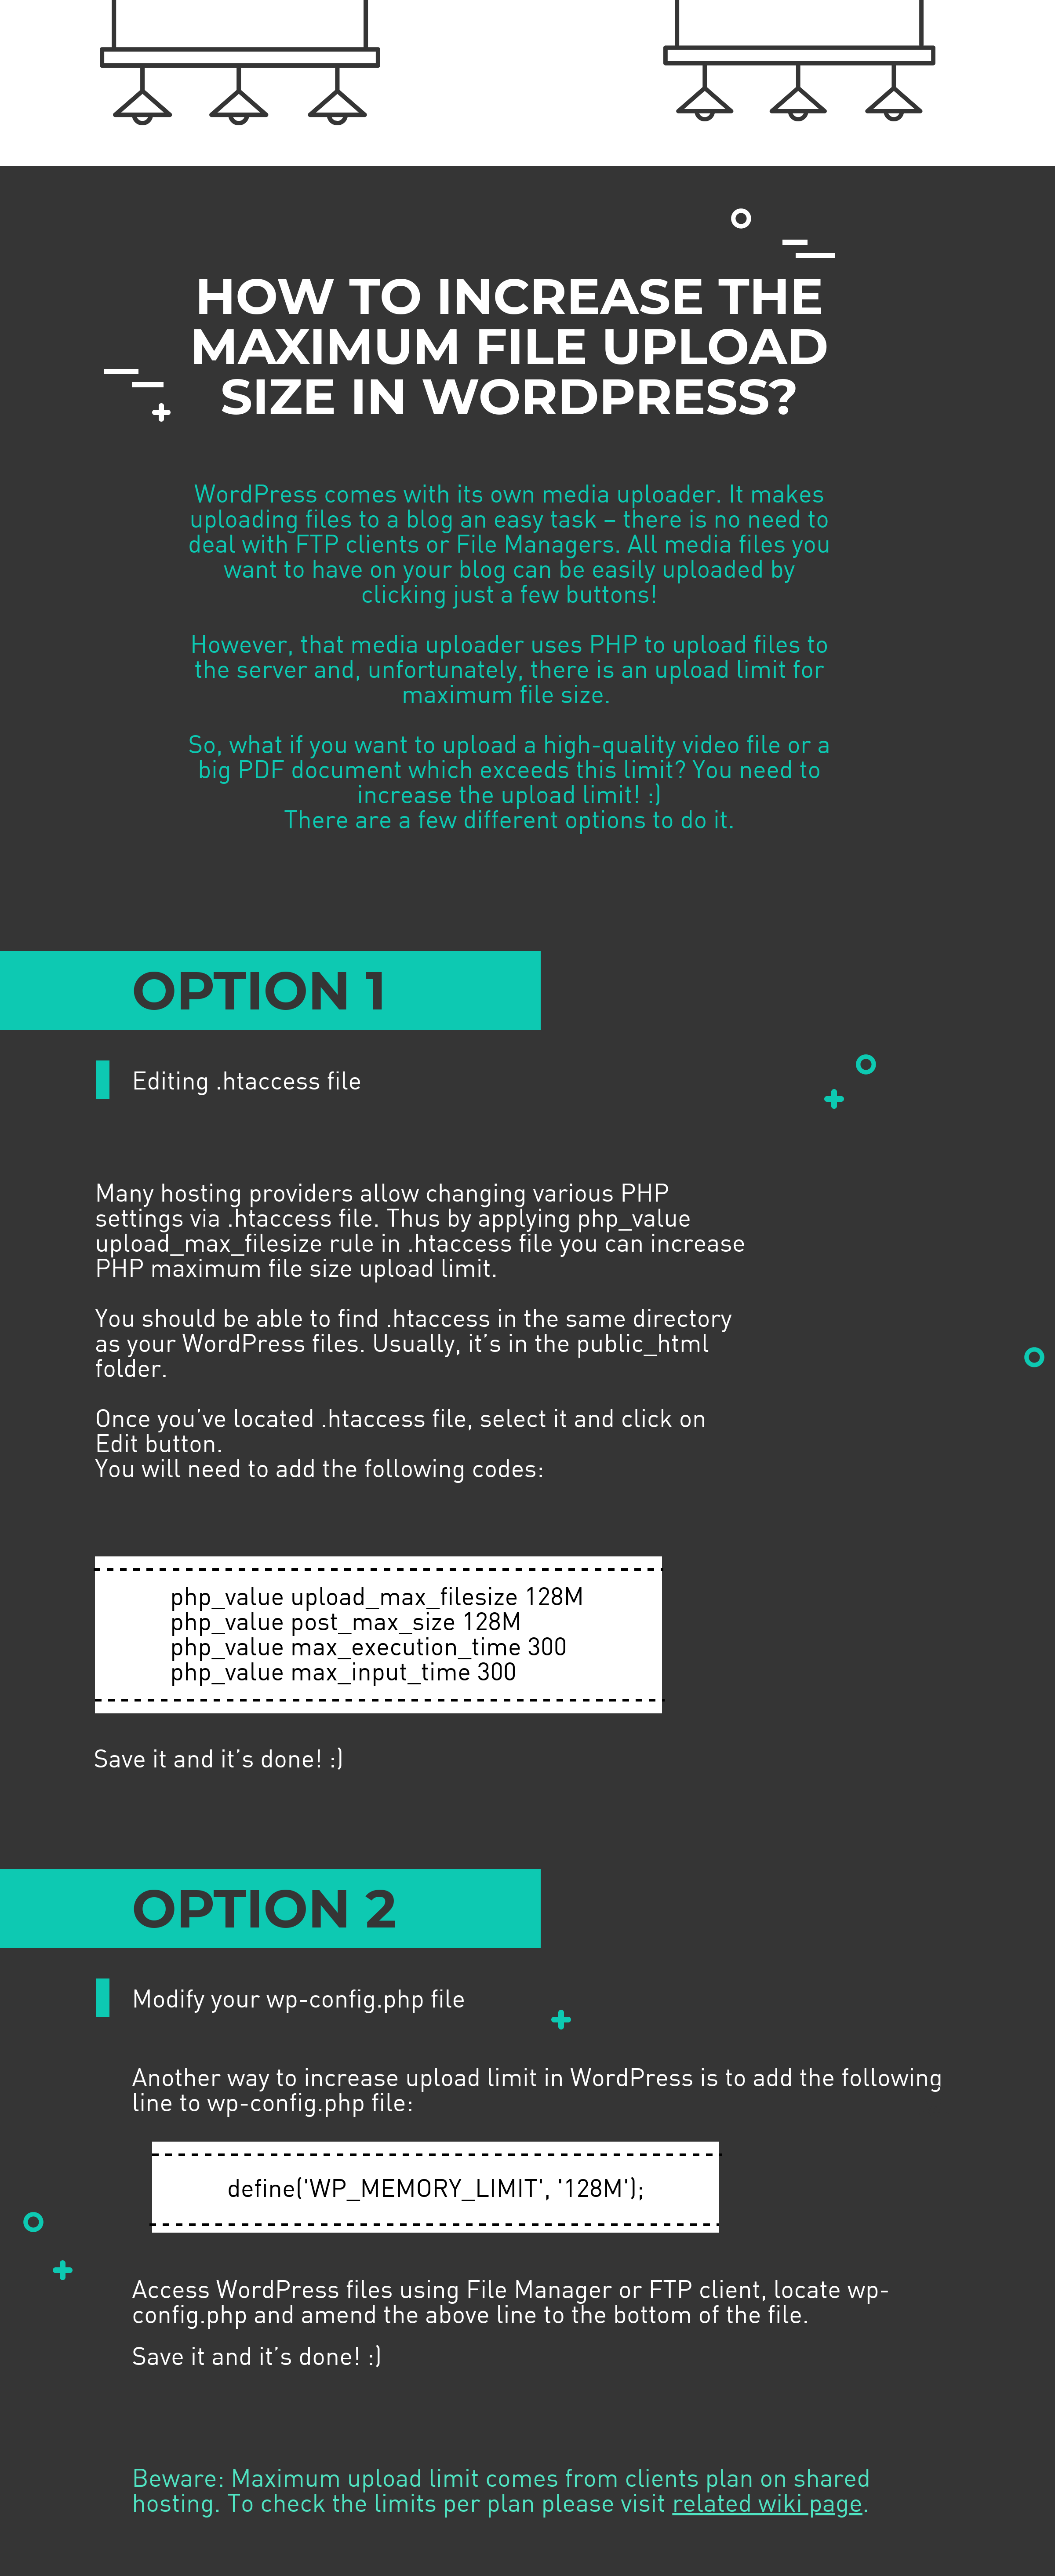 HOW TO INCREASE THE
MAXIMUM FILE UPLOAD
SIZE IN WORDPRESS?
WordPress comes with its own media uploader. It makes
uploading files to a blog an easy task – there is no need to
deal with FTP clients or File Managers. All media files you
want to have on your blog can be easily uploaded by
clicking just a few buttons!
However, that media uploader uses PHP to upload files to
the server and, unfortunately, there is an upload limit for
maximum file size.
So, what if you want to upload a high-quality video file or a
big PDF document which exceeds this limit? You need to
increase the upload limit! :)
There are a few different options to do it.
OPTION 1
Editing .htaccess file
Many hosting providers allow changing various PHP
settings via .htaccess file. Thus by applying php_value
upload_max_filesize rule in .htaccess file you can increase
PHP maximum file size upload limit.
You should be able to find .htaccess in the same directory
as your WordPress files. Usually, it’s in the public_html
folder.
Once you’ve located .htaccess file, select it and click on
Edit button.
You will need to add the following codes:
php_value upload_max_filesize 128M
php_value post_max_size 128M
php_value max_execution_time 300
php_value max_input_time 300
Save it and it’s done! :)
OPTION 2
Modify your wp-config.php file
Another way to increase upload limit in WordPress is to add the following
line to wp-config.php file:
define('WP_MEMORY_LIMIT', '128M');
Access WordPress files using File Manager or FTP client, locate wp-
config.php and amend the above line to the bottom of the file.
Save it and it’s done! :)
Beware: Maximum upload limit comes from clients plan on shared
hosting. To check the limits per plan please visit related wiki page.